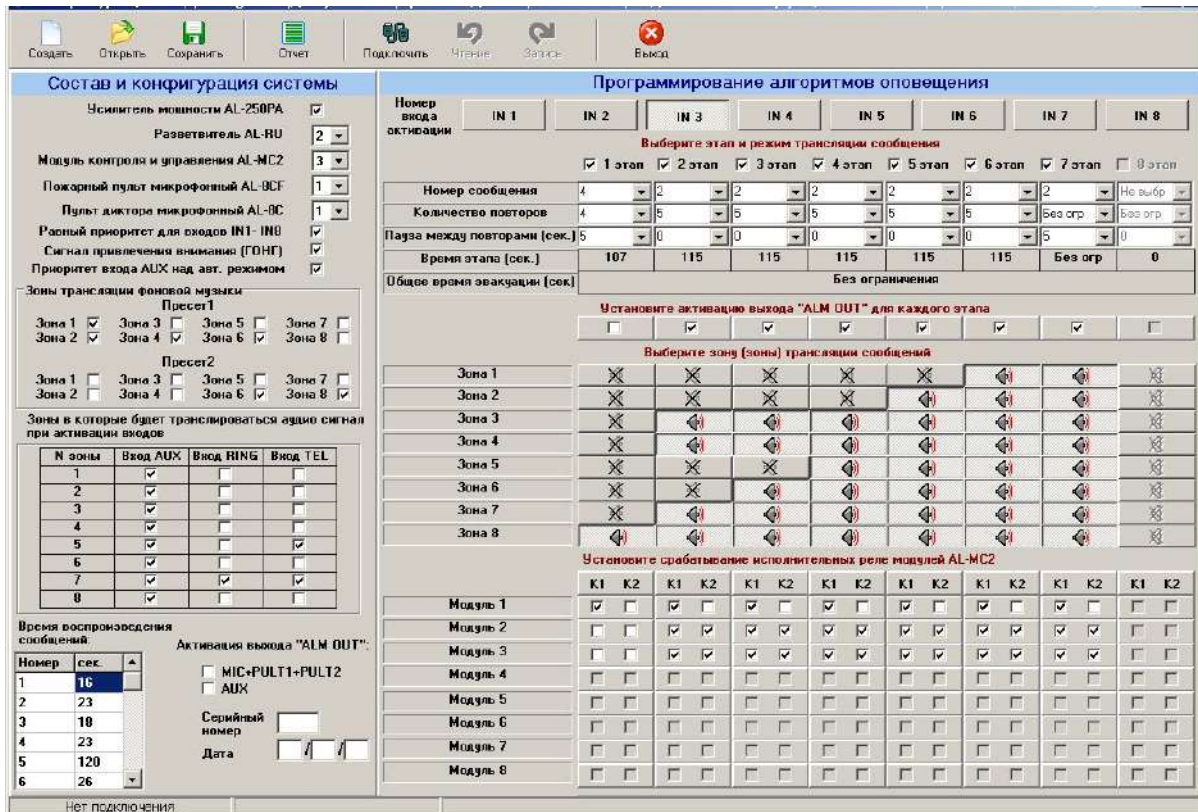 Создать Открыть Сохранить Отчет Подключить Чтение Запись Выход
Состав и конфигурация системы
Усилитель мощности AL-250PA
Разветвитель AL-RU 2
Модуль контроля и управления AL-MC2 3
Пожарный пульт микрофонный AL-8CF 1
Пульт диктора микрофонный AL-8C 1
Равный приоритет для входов IN1- IN8
Сигнал привлечения внимания (ГОНГ)
Приоритет входа AUX над авт. режимом
Зоны трансляции фоновой музыки
Пресет1
Зона 1 Зона 3 Зона 5 Зона 7
Зона 2 Зона 4 Зона 6 Зона 8
Пресет2
Зона 1 Зона 3 Зона 5 Зона 7
Зона 2 Зона 4 Зона 6 Зона 8
Зоны в которые будет транслироваться аудио сигнал
при активации входов
N зоны Вход AUX Вход RING Вход TEL
1
2
3
4
5
6
7
8
Время воспроизведения
сообщений:
Номер сек.
1 16
2 23
3 18
4 23
5 120
6 26
Активация выхода "ALM OUT":
MIC+PULT1+PULT2
AUX
Серийный
номер
Дата / /
Программирование алгоритмов оповещения
Номер
входа
активации
IN 1 IN 2 IN 3 IN 4 IN 5 IN 6 IN 7 IN 8
Выберите этап и режим трансляции сообщения
1 этап 2 этап 3 этап 4 этап 5 этап 6 этап 7 этап 8 этап
Номер сообщения 4 2 2 2 2 2 2 Не выбр
Количество повторов 4 5 5 5 5 5 Без огр Без огр
Пауза между повторами (сек.) 5 0 0 0 0 0 5 0
Время этапа (сек.) 107 115 115 115 115 115 Без огр 0
Общее время эвакуации (сек) Без ограничения
Установите активацию выхода "ALM OUT" для каждого этапа
Выберите зону (зоны) трансляции сообщений
Зона 1
Зона 2
Зона 3
Зона 4
Зона 5
Зона 6
Зона 7
Зона 8
Установите срабатывание исполнительных реле модулей AL-MC2
K1 K2 K1 K2 K1 K2 K1 K2 K1 K2 K1 K2 K1 K2 K1 K2
Модуль 1
Модуль 2
Модуль 3
Модуль 4
Модуль 5
Модуль 6
Модуль 7
Модуль 8
Нет подключения